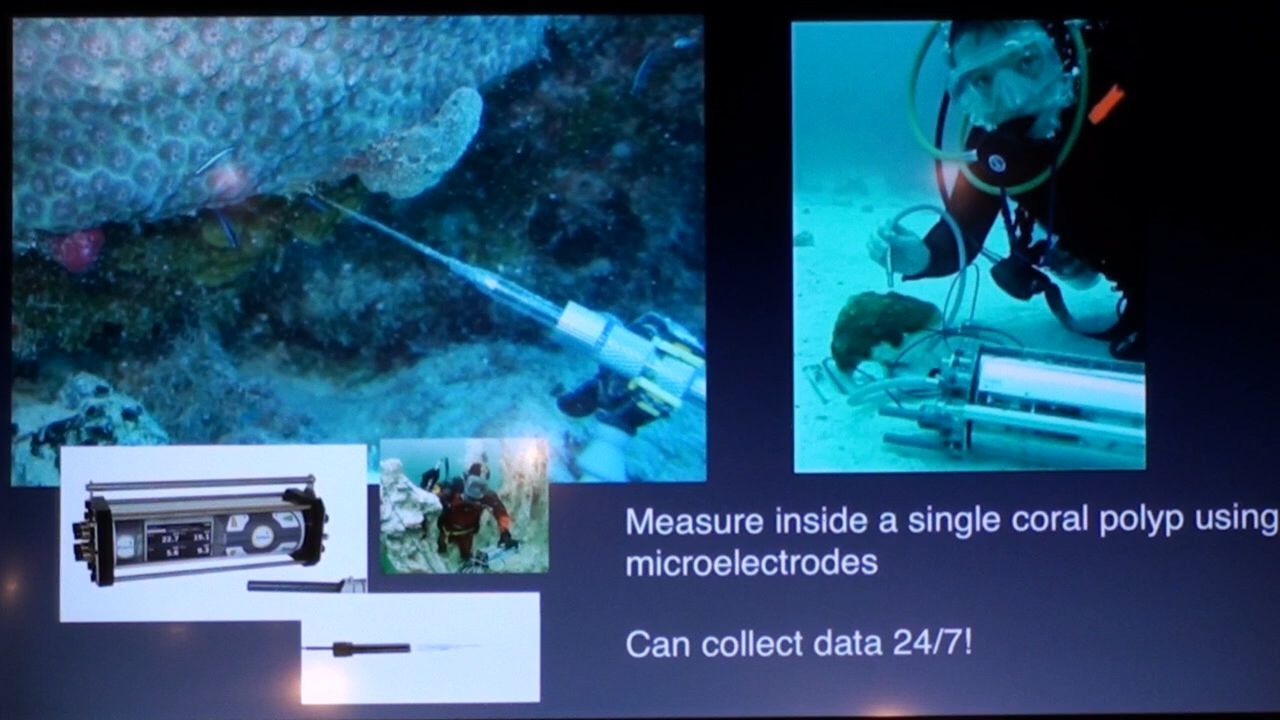 Measure inside a single coral polyp using
microelectrodes
Can collect data 24/7!